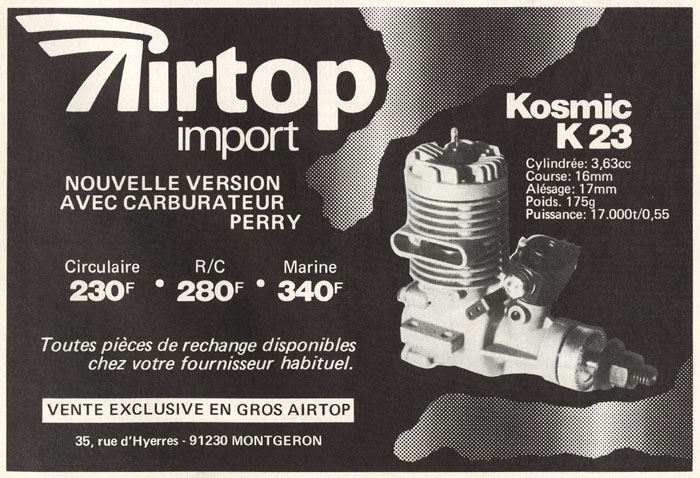 Airtop
import
NOUVELLE VERSION
AVEC CARBURATEUR
PERRY
Circulaire R/C Marine
230F • 280F • 340F
Toutes pièces de rechange disponibles
chez votre fournisseur habituel.
VENTE EXCLUSIVE EN GROS AIRTOP
35, rue d'Hyerres - 91230 MONTGERON
Kosmic
K 23
Cylindrée: 3,63cc
Course: 16mm
Alésage: 17mm
Poids. 175g
Puissance: 17.000t/0,55